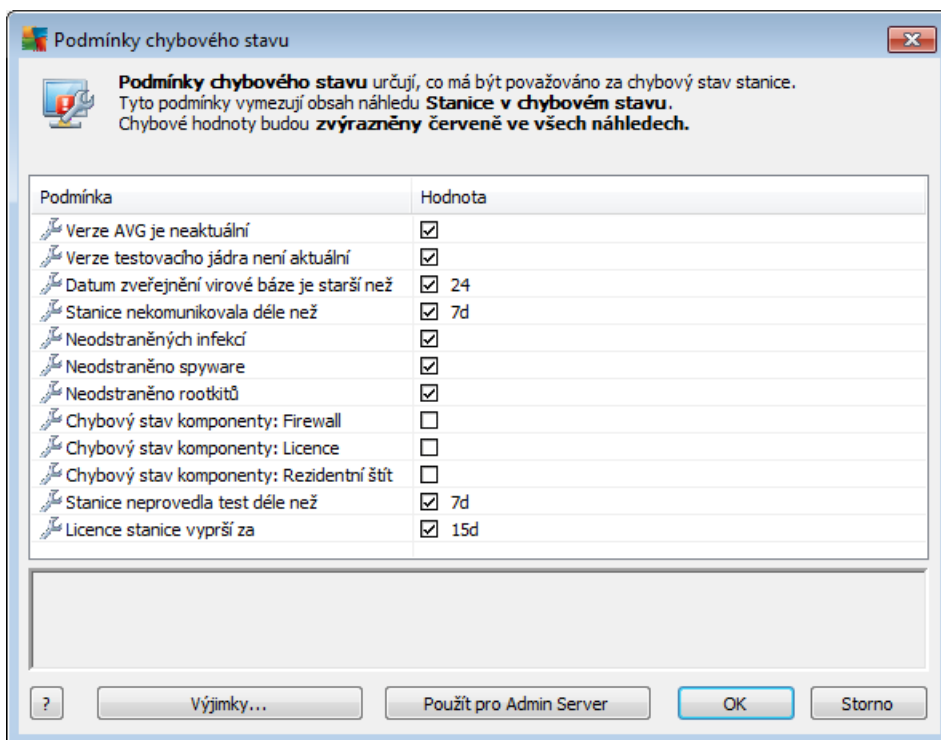 Podmínky chybového stavu
Podmínky chybového stavu určují, co má být považováno za chybový stav stanice.
Tyto podmínky vymezují obsah náhledu Stanice v chybovém stavu.
Chybové hodnoty budou zvýrazněny červeně ve všech náhledech.
Podmínka Hodnota
Verze AVG je neaktuální
Verze testovacího jádra není aktuální
Datum zveřejnění virové báze je starší než 24
Stanice nekomunikovala déle než 7d
Neodstraněných infekcí
Neodstraněno spyware
Neodstraněno rootkitů
Chybový stav komponenty: Firewall
Chybový stav komponenty: Licence
Chybový stav komponenty: Rezidentní štít
Stanice neprovedla test déle než 7d
Licence stanice vyprší za 15d
? Výjimky... Použít pro Admin Server OK Storno